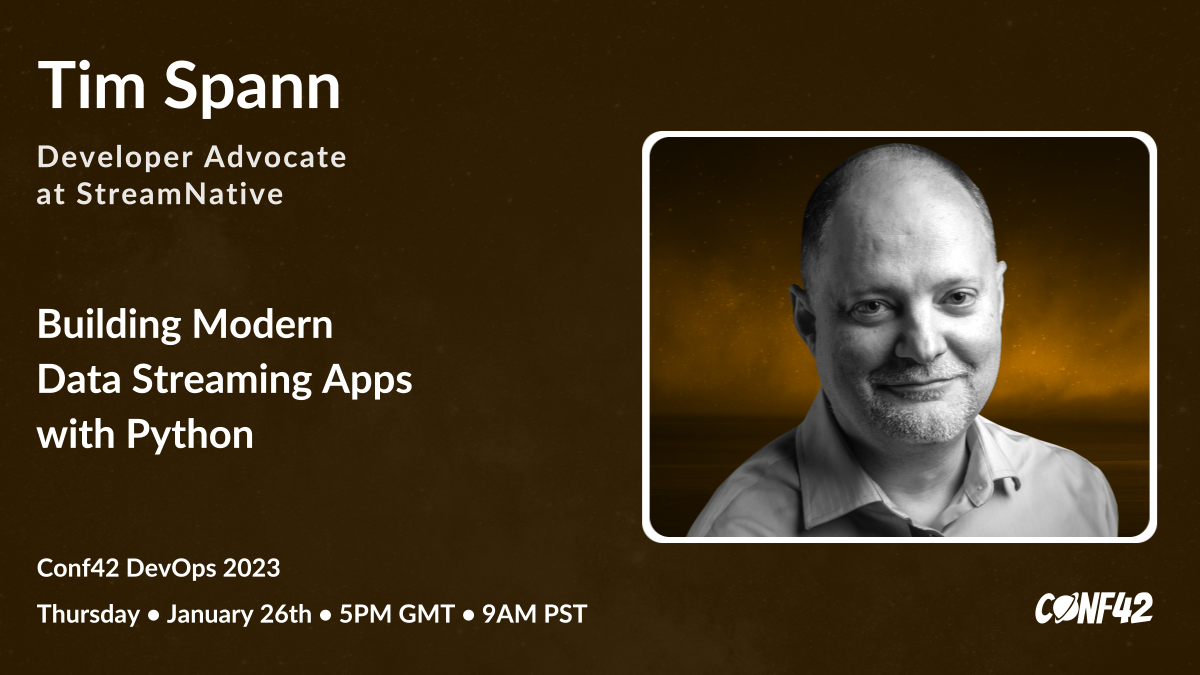 Tim Spann
Developer Advocate
at StreamNative
Building Modern
Data Streaming Apps
with Python
Conf42 DevOps 2023
Thursday • January 26th • 5PM GMT • 9AM PST
CONF42